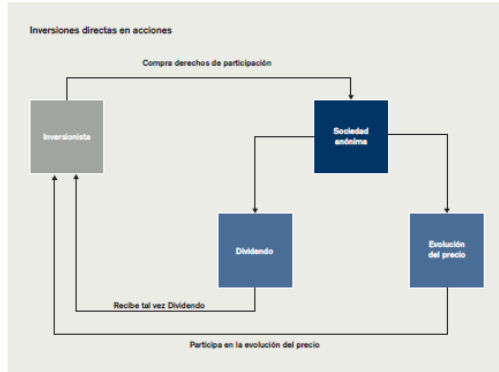 Inversiones directas en acciones
Compra derechos de participación
Inversionista
Sociedad
anónima
Dividendo
Evolución
del precio
Recibe tal vez Dividendo
Participa en la evolución del precio